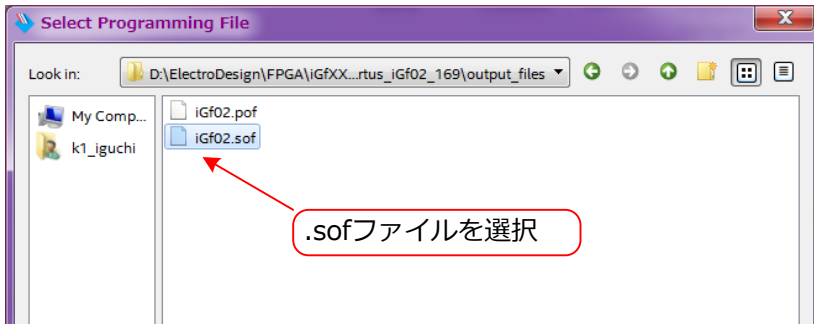 Select Programming File
Look in: D:\ElectroDesign\FPGA\iGfXX...rtus_iGf02_169\output_files
My Comp...
k1_iguchi
iGf02.pof
iGf02.sof
.sofファイルを選択